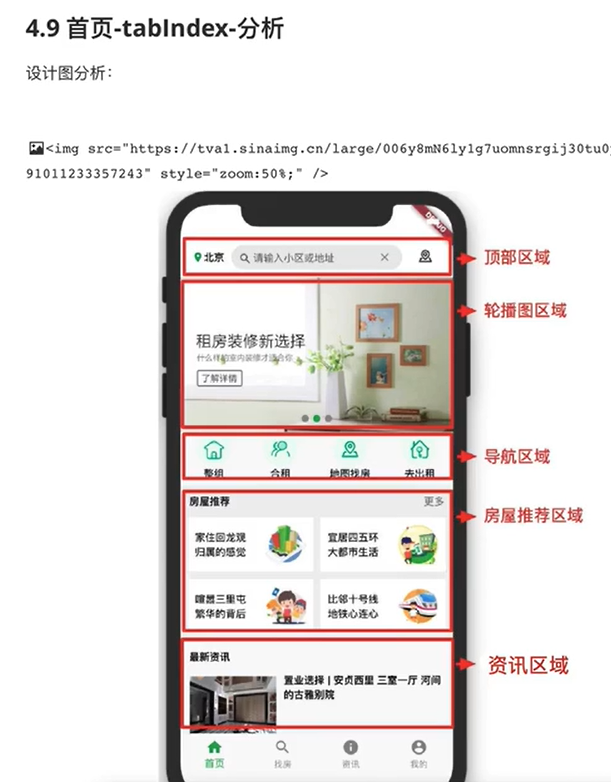 4.9 首页-tabIndex-分析
设计图分析：
<img src="https://tva1.sinaimg.cn/large/006y8mN6ly1g7uomnsrgij30tu0
91011233357243" style="zoom:50%;" />
北京
请输入小区或地址
顶部区域
轮播图区域
租房装修新选择
什么样的室内装修才适合你
了解详情
整租
合租
地图找房
去出租
导航区域
房屋推荐
更多
房屋推荐区域
家住回龙观
归属的感觉
宜居四五环
大都市生活
喧嚣三里屯
繁华的背后
比邻十号线
地铁心连心
最新资讯
资讯区域
置业选择 | 安贞西里 三室一厅 河间
的古雅别院
首页
找房
资讯
我的